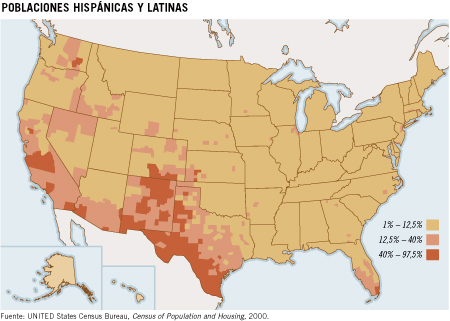 POBLACIONES HISPÁNICAS Y LATINAS
1% – 12,5%
12,5% – 40%
40% – 97,5%
Fuente: UNITED States Census Bureau, Census of Population and Housing, 2000.